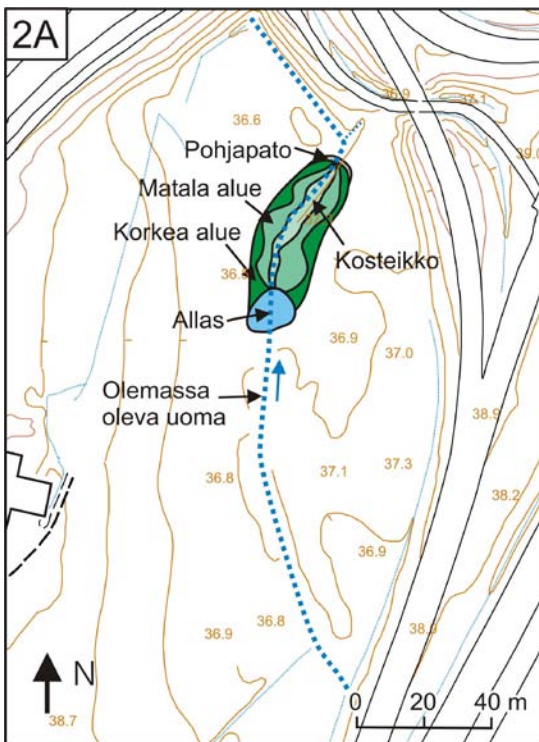 2A
36.9
37.1
36.6
39.0
Pohjapato
Matala alue
Korkea alue
Kosteikko
Allas
36.9
37.0
Olemassa
oleva uoma
38.9
36.8
37.1
37.3
38.2
36.9
36.9
36.8
N
0 20 40 m
38.7